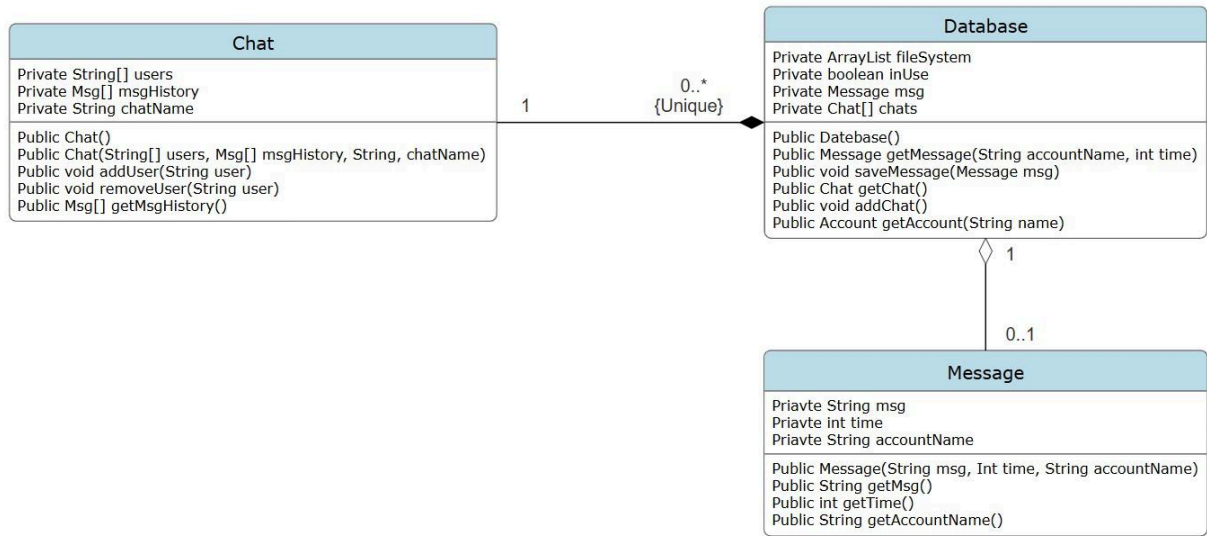 Chat
Private String[] users
Private Msg[] msgHistory
Private String chatName
Public Chat()
Public Chat(String[] users, Msg[] msgHistory, String, chatName)
Public void addUser(String user)
Public void removeUser(String user)
Public Msg[] getMsgHistory()
1
0..*
{Unique}
Database
Private ArrayList fileSystem
Private boolean inUse
Private Message msg
Private Chat[] chats
Public Datebase()
Public Message getMessage(String accountName, int time)
Public void saveMessage(Message msg)
Public Chat getChat()
Public void addChat()
Public Account getAccount(String name)
1
0..1
Message
Priavte String msg
Priavte int time
Priavte String accountName
Public Message(String msg, Int time, String accountName)
Public String getMsg()
Public int getTime()
Public String getAccountName()